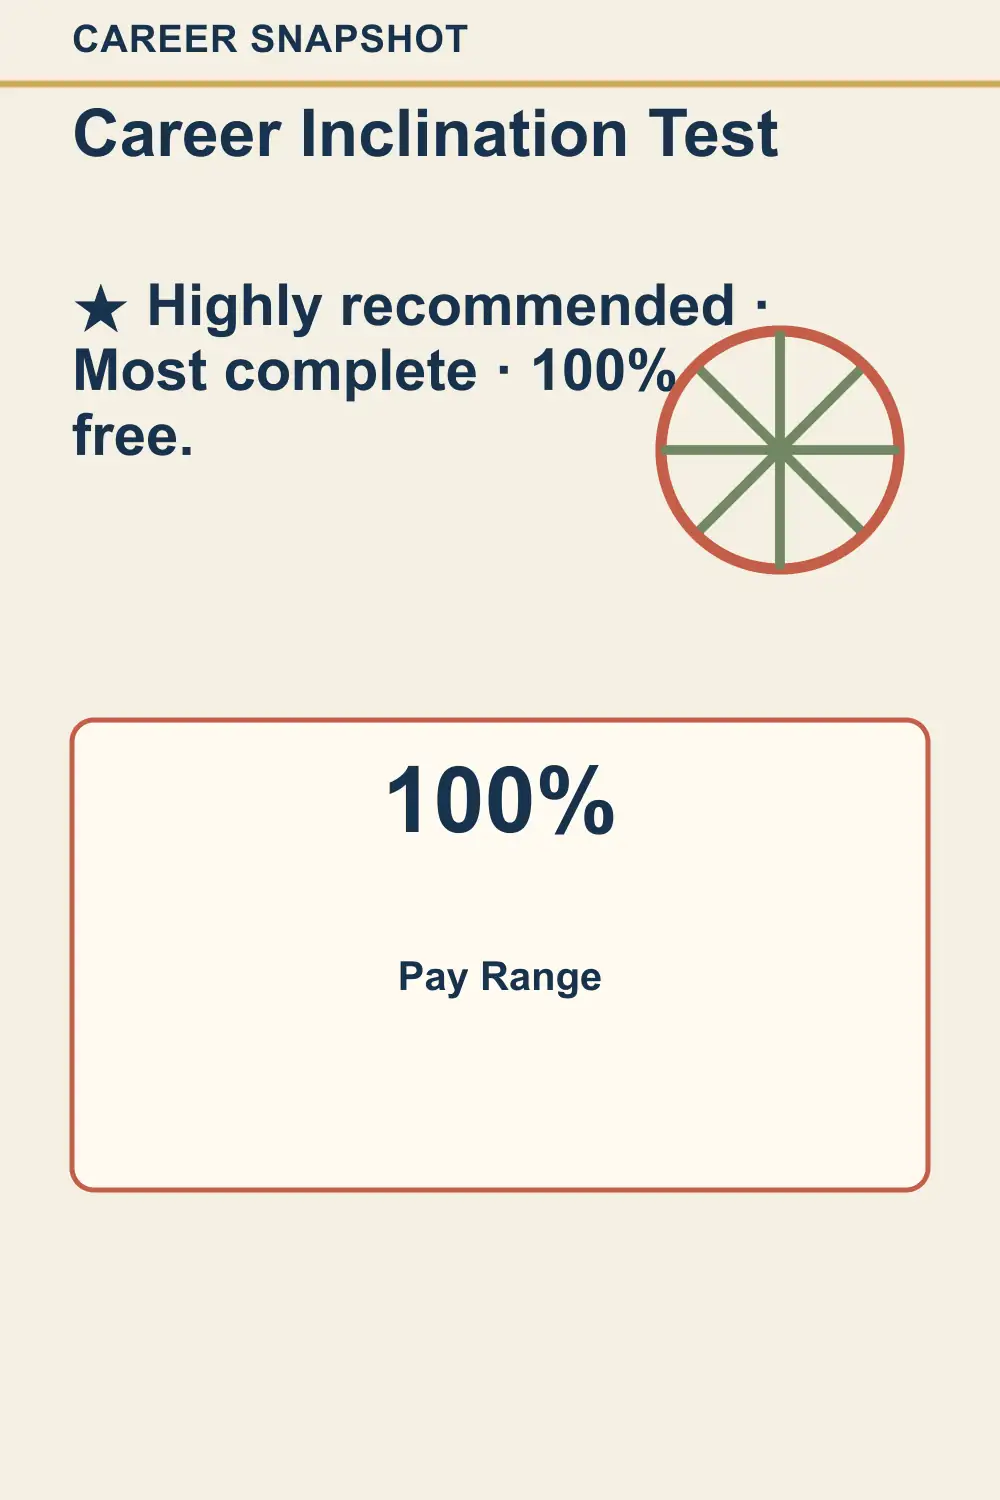 CAREER SNAPSHOT
Career Inclination Test
★ Highly recommended ·
Most complete · 100%
free.
100%
Pay Range